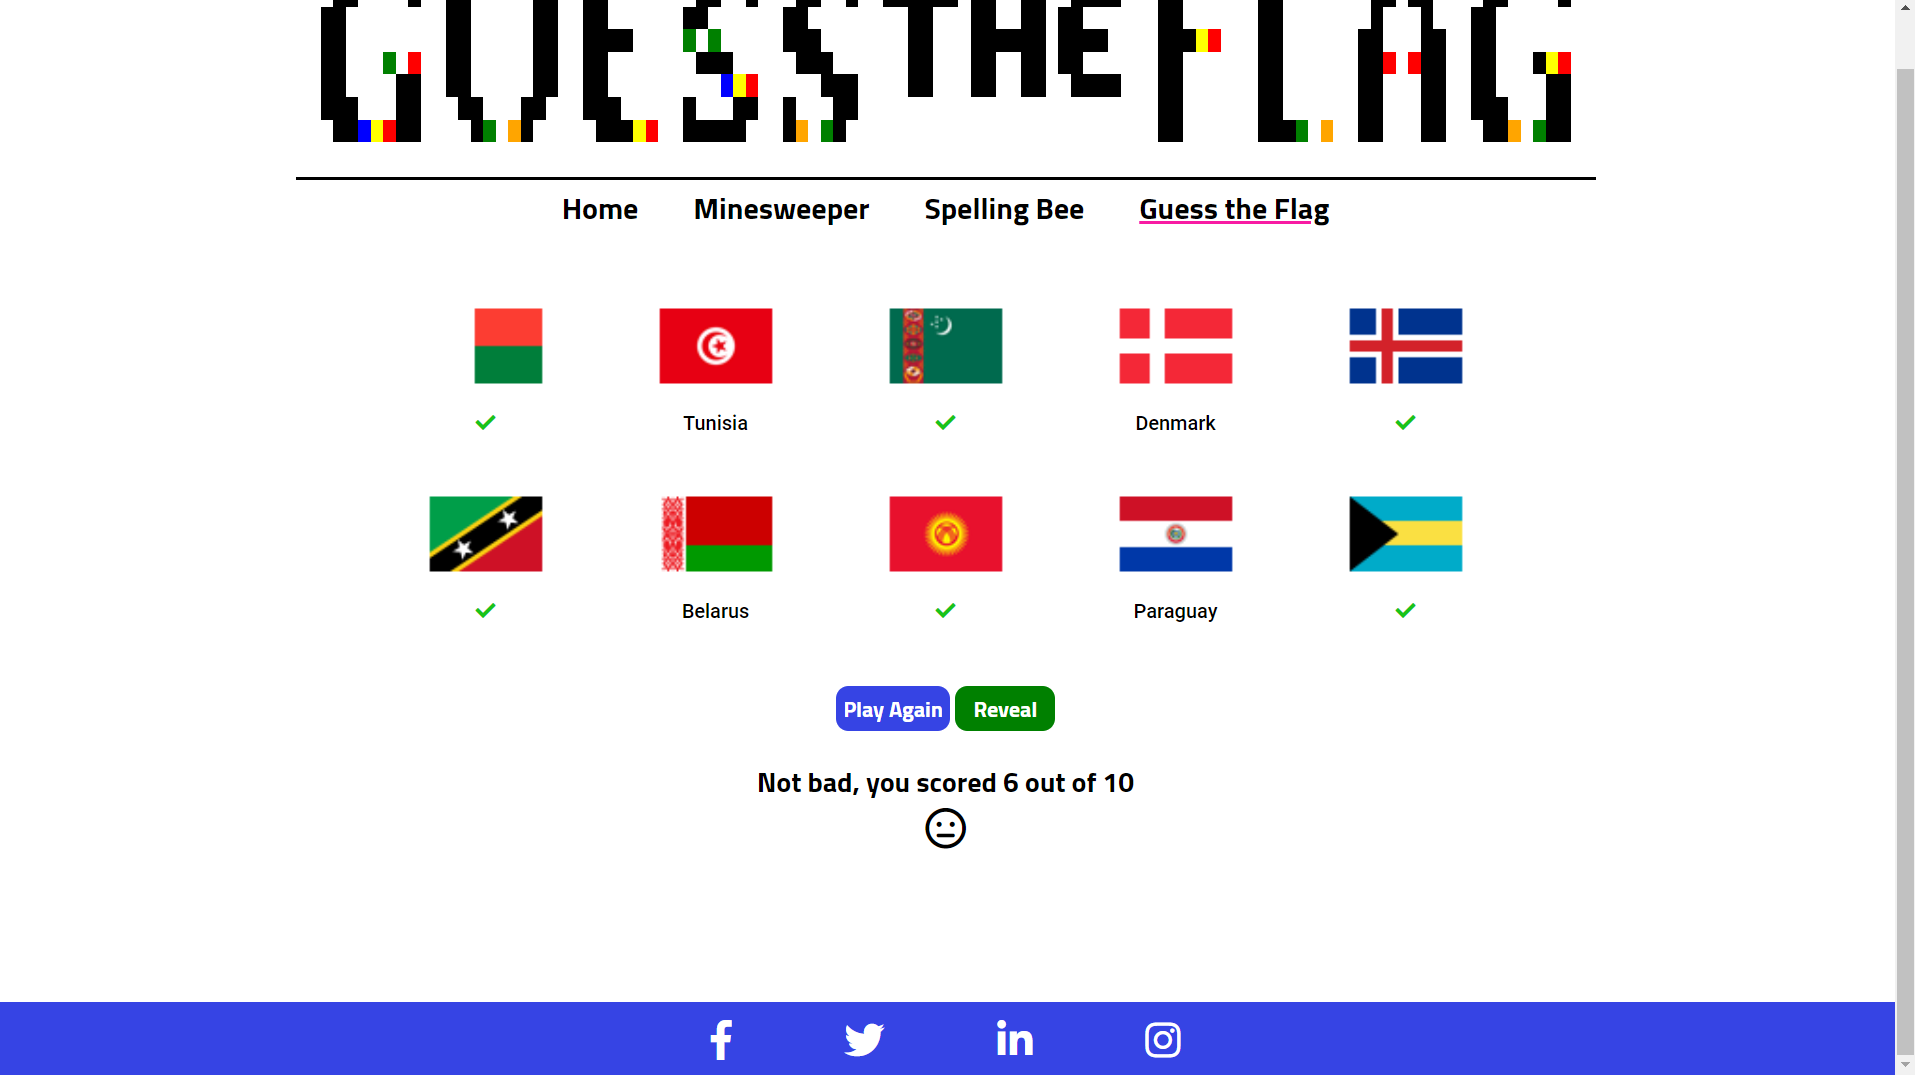 GUESS THE FLAG
Home Minesweeper Spelling Bee Guess the Flag
Tunisia Denmark
Belarus Paraguay
Play Again Reveal
Not bad, you scored 6 out of 10